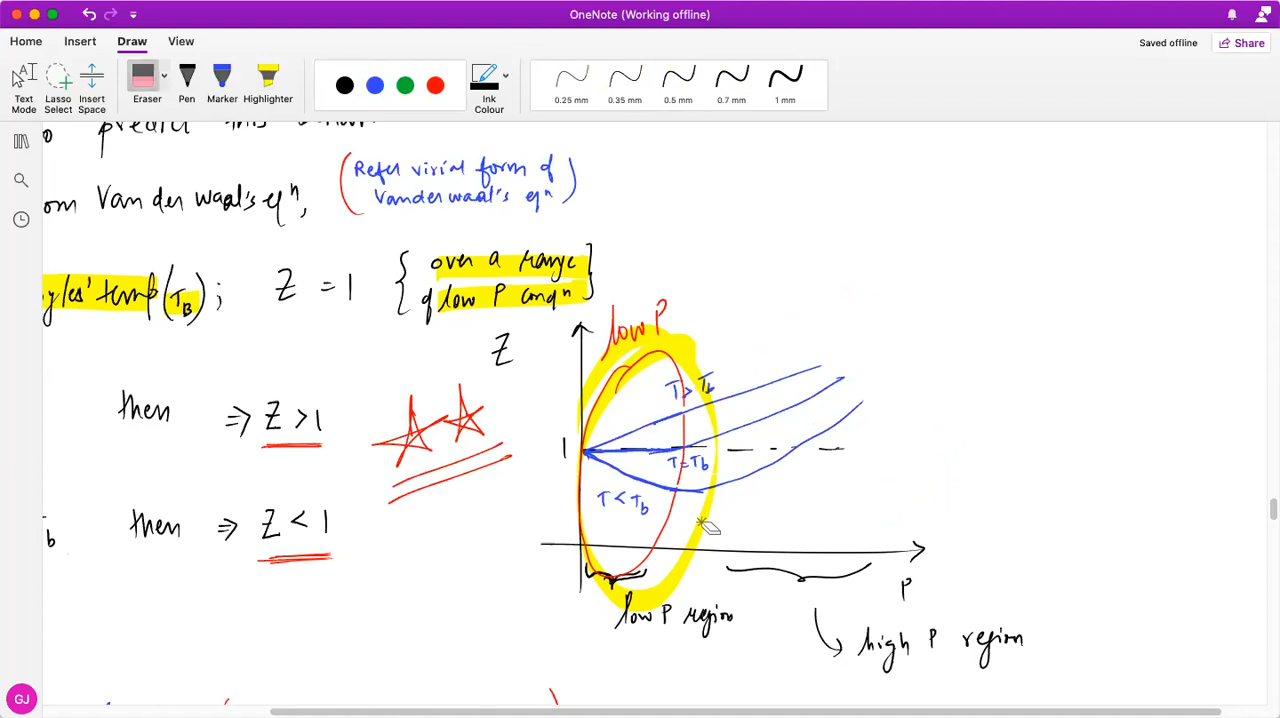 OneNote (Working offline)
Home Insert Draw View
Saved offline
Share
Text Mode
Lasso Select
Insert Space
Eraser
Pen
Marker
Highlighter
Ink Colour
0.25 mm
0.35 mm
0.5 mm
0.7 mm
1 mm
o predict this
(Refer virial form of
Vanderwaal's eqn)
om Van der waal's eqn,
yles' temp (TB); Z = 1 {over a range
of low P condn}
low P
Z
T > Tb
then ⇒ Z > 1
1
T = Tb
T < Tb
b then ⇒ Z < 1
P
low P region
high P region
GJ